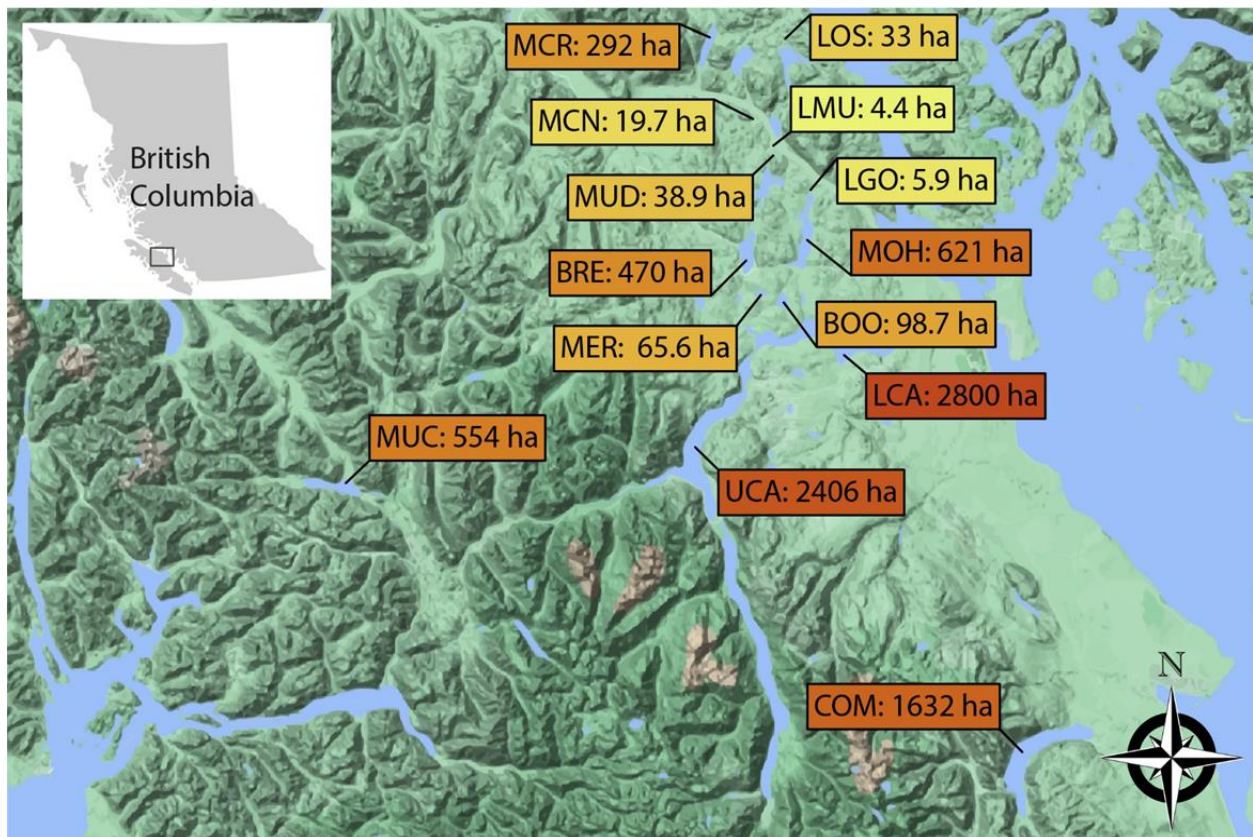 MCR: 292 ha
LOS: 33 ha
MCN: 19.7 ha
LMU: 4.4 ha
British
Columbia
MUD: 38.9 ha
LGO: 5.9 ha
BRE: 470 ha
MOH: 621 ha
MER: 65.6 ha
BOO: 98.7 ha
LCA: 2800 ha
MUC: 554 ha
UCA: 2406 ha
N
COM: 1632 ha